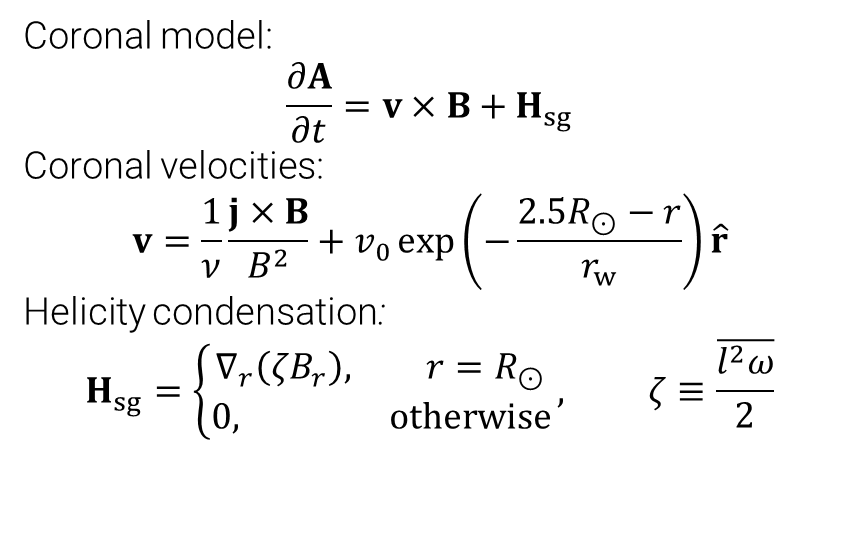 Coronal model:
∂𝐀/∂t = 𝐯 × 𝐁 + 𝐇_sg
Coronal velocities:
𝐯 = (1/ν) (𝐣 × 𝐁)/B² + v₀ exp(−(2.5R_⊙ − r)/r_w) 𝐫̂
Helicity condensation:
𝐇_sg = { ∇_r(ζB_r), r = R_⊙; 0, otherwise , ζ ≡ \overline{l²ω}/2